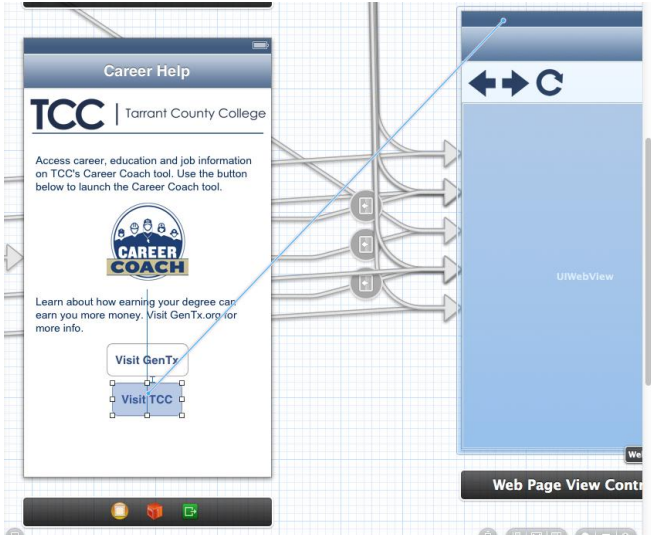 Career Help
TCC | Tarrant County College
Access career, education and job information
on TCC's Career Coach tool. Use the button
below to launch the Career Coach tool.
CAREER
COACH
Learn about how earning your degree can
earn you more money. Visit GenTx.org for
more info.
Visit GenTx
Visit TCC
UIWebView
We
Web Page View Contr